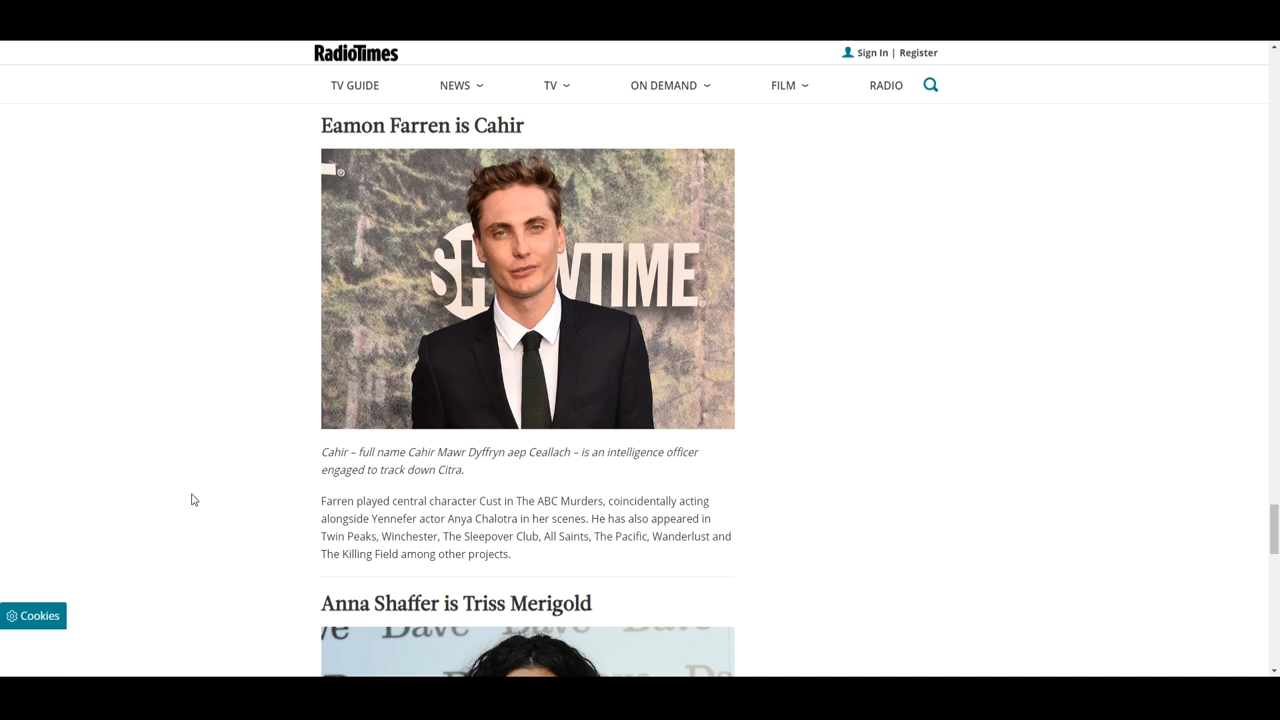 RadioTimes
Sign In | Register
TV GUIDE NEWS TV ON DEMAND FILM RADIO
Eamon Farren is Cahir
®
SHOWTIME®
Cahir – full name Cahir Mawr Dyffryn aep Ceallach – is an intelligence officer
engaged to track down Citra.
Farren played central character Cust in The ABC Murders, coincidentally acting
alongside Yennefer actor Anya Chalotra in her scenes. He has also appeared in
Twin Peaks, Winchester, The Sleepover Club, All Saints, The Pacific, Wanderlust and
The Killing Field among other projects.
Cookies
Anna Shaffer is Triss Merigold
Dave Dave